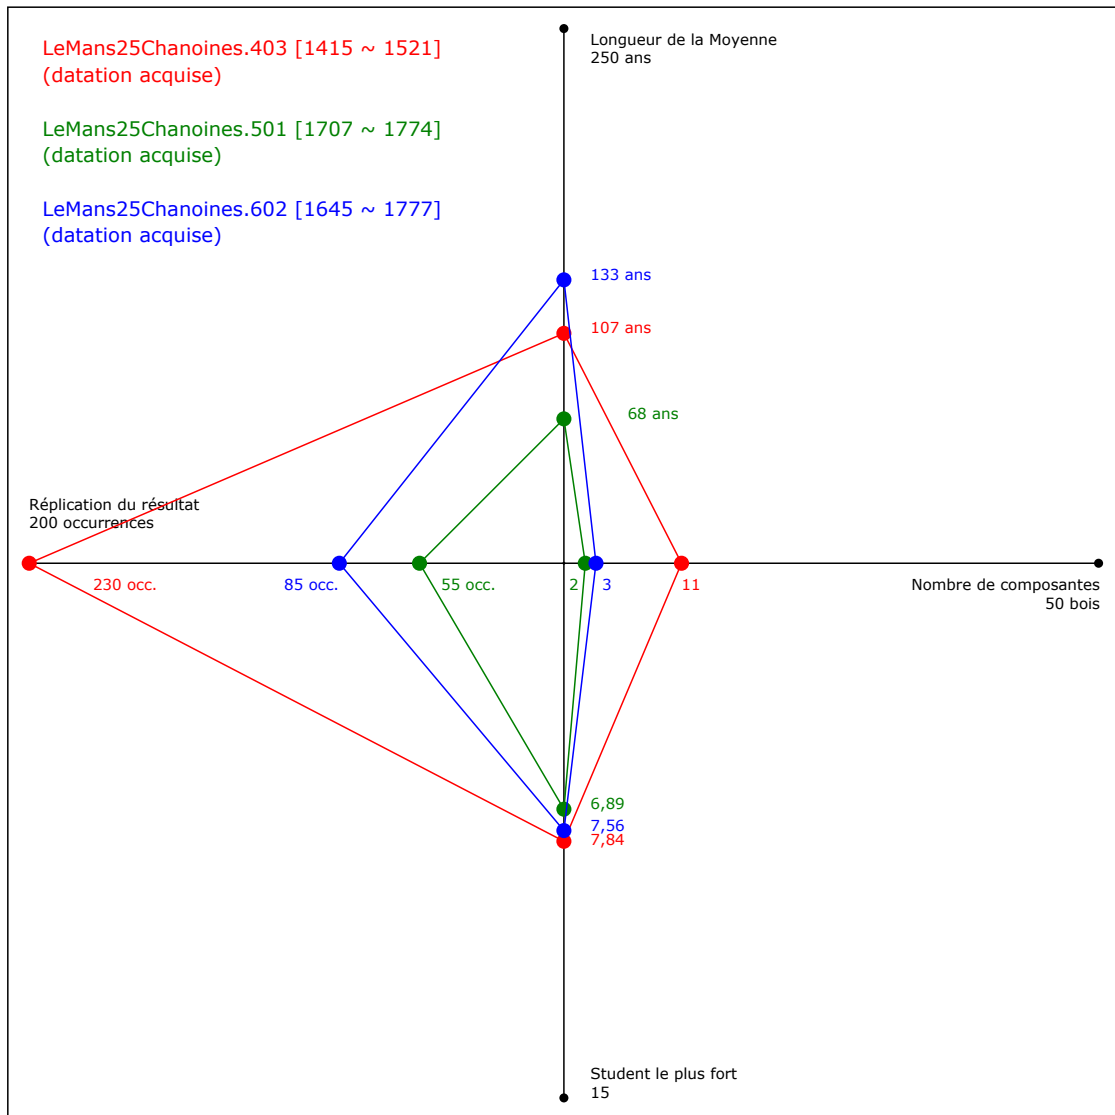 LeMans25Chanoines.403 [1415 ~ 1521]
(datation acquise)
LeMans25Chanoines.501 [1707 ~ 1774]
(datation acquise)
LeMans25Chanoines.602 [1645 ~ 1777]
(datation acquise)
Longueur de la Moyenne
250 ans
133 ans
107 ans
68 ans
Réplication du résultat
200 occurrences
230 occ.
85 occ.
55 occ.
2
3
11
Nombre de composantes
50 bois
6,89
7,56
7,84
Student le plus fort
15